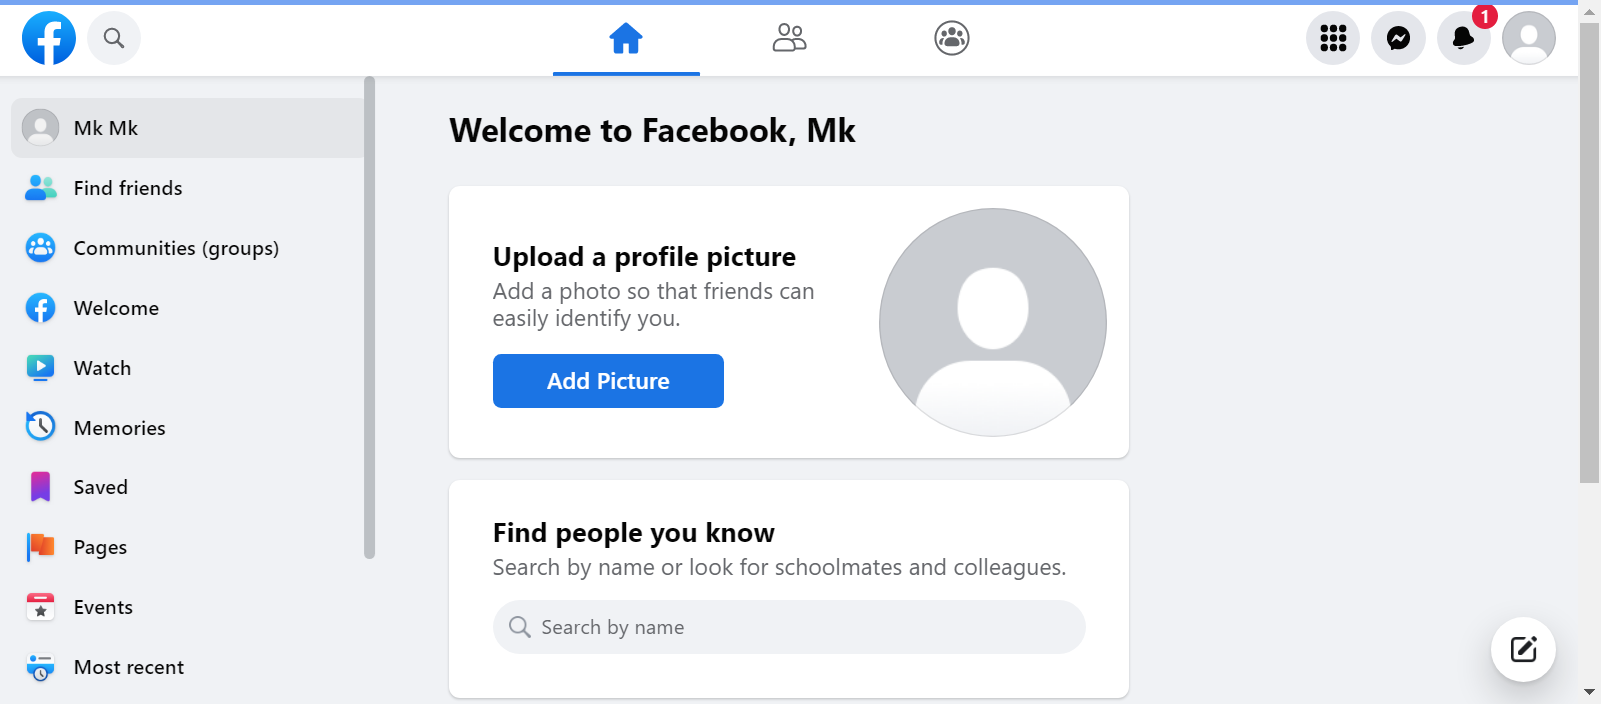 1
Mk Mk
Find friends
Communities (groups)
Welcome
Watch
Memories
Saved
Pages
Events
Most recent
Welcome to Facebook, Mk
Upload a profile picture
Add a photo so that friends can
easily identify you.
Add Picture
Find people you know
Search by name or look for schoolmates and colleagues.
Search by name